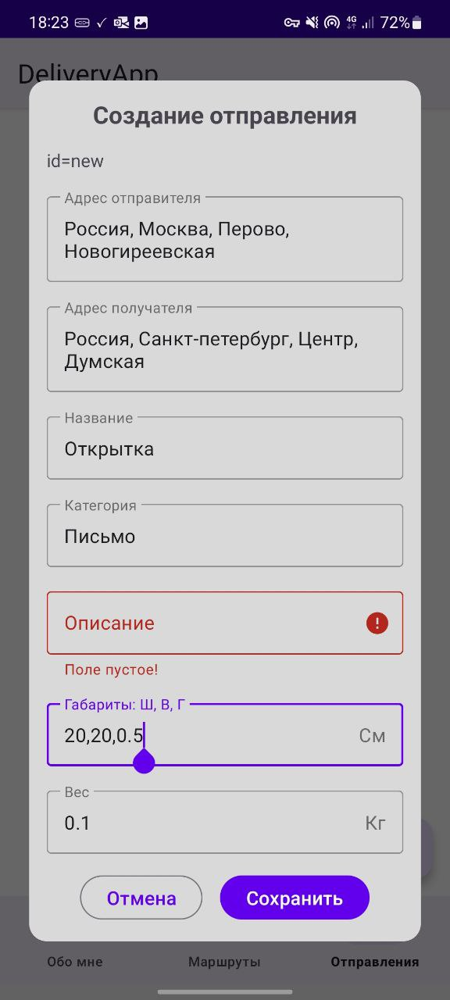 18:23
4G
72%
DeliveryApp
Создание отправления
id=new
Адрес отправителя
Россия, Москва, Перово,
Новогиреевская
Адрес получателя
Россия, Санкт-петербург, Центр,
Думская
Название
Открытка
Категория
Письмо
Описание
Поле пустое!
Габариты: Ш, В, Г
20,20,0.5
См
Вес
0.1
Кг
Отмена
Сохранить
Обо мне
Маршруты
Отправления